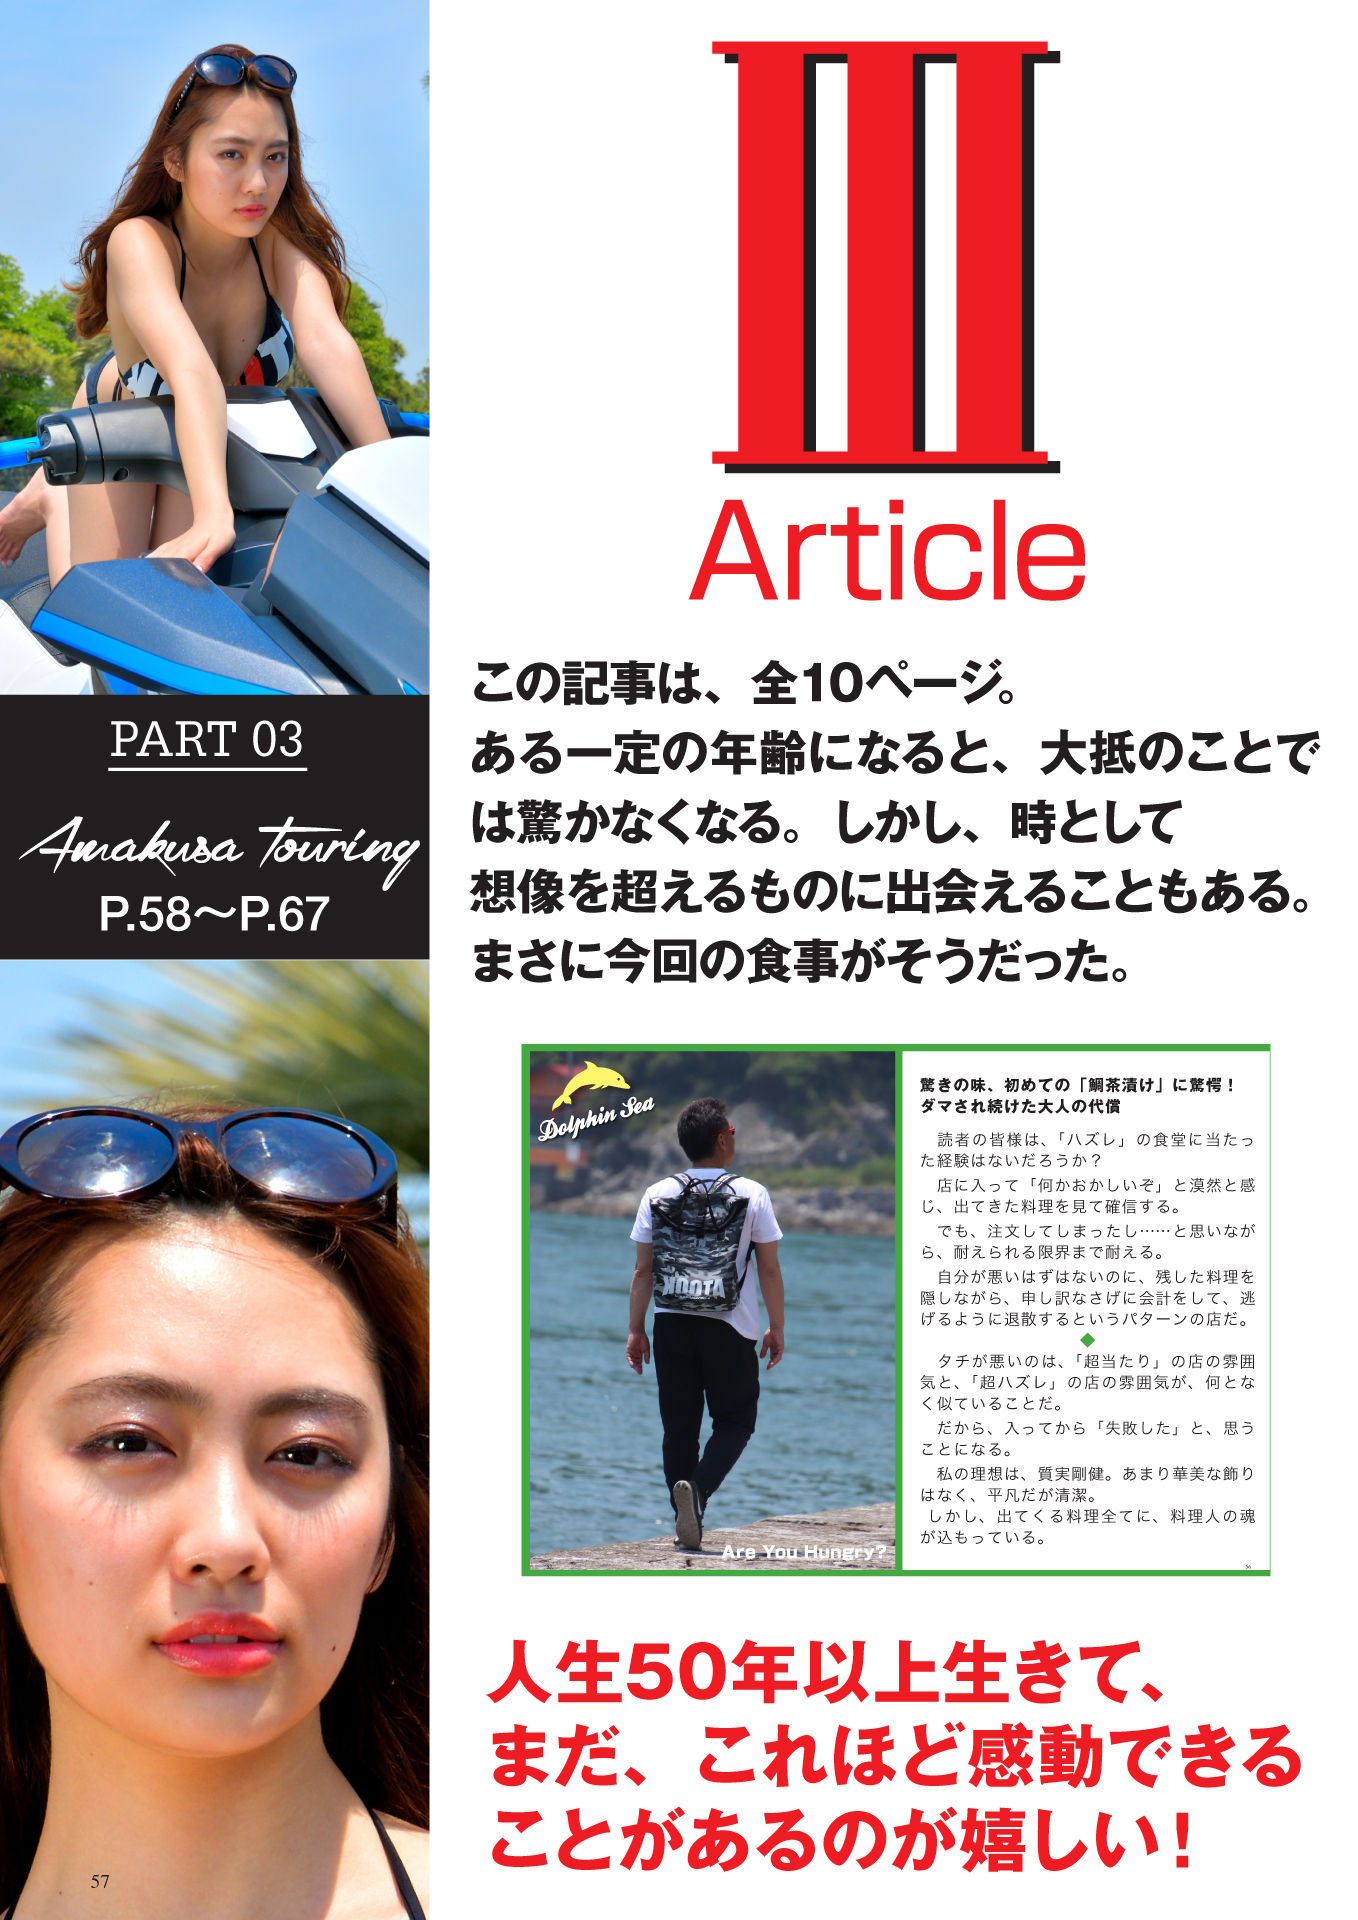 III
Article
PART 03
Amakusa Touring
P.58〜P.67
この記事は、全10ページ。
ある一定の年齢になると、大抵のことで
は驚かなくなる。しかし、時として
想像を超えるものに出会えることもある。
まさに今回の食事がそうだった。
Dolphin Sea
NOOTA
Are You Hungry?
驚きの味、初めての「鯛茶漬け」に驚愕！
ダマされ続けた大人の代償
読者の皆様は、「ハズレ」の食堂に当たっ
た経験はないだろうか？
店に入って「何かおかしいぞ」と漠然と感
じ、出てきた料理を見て確信する。
でも、注文してしまったし……と思いなが
ら、耐えられる限界まで耐える。
自分が悪いはずはないのに、残した料理を
隠しながら、申し訳なさげに会計をして、逃
げるように退散するというパターンの店だ。
タチが悪いのは、「超当たり」の店の雰囲
気と、「超ハズレ」の店の雰囲気が、何とな
く似ていることだ。
だから、入ってから「失敗した」と、思う
ことになる。
私の理想は、質実剛健。あまり華美な飾り
はなく、平凡だが清潔。
しかし、出てくる料理全てに、料理人の魂
が込もっている。
56
人生50年以上生きて、
まだ、これほど感動できる
ことがあるのが嬉しい！
57